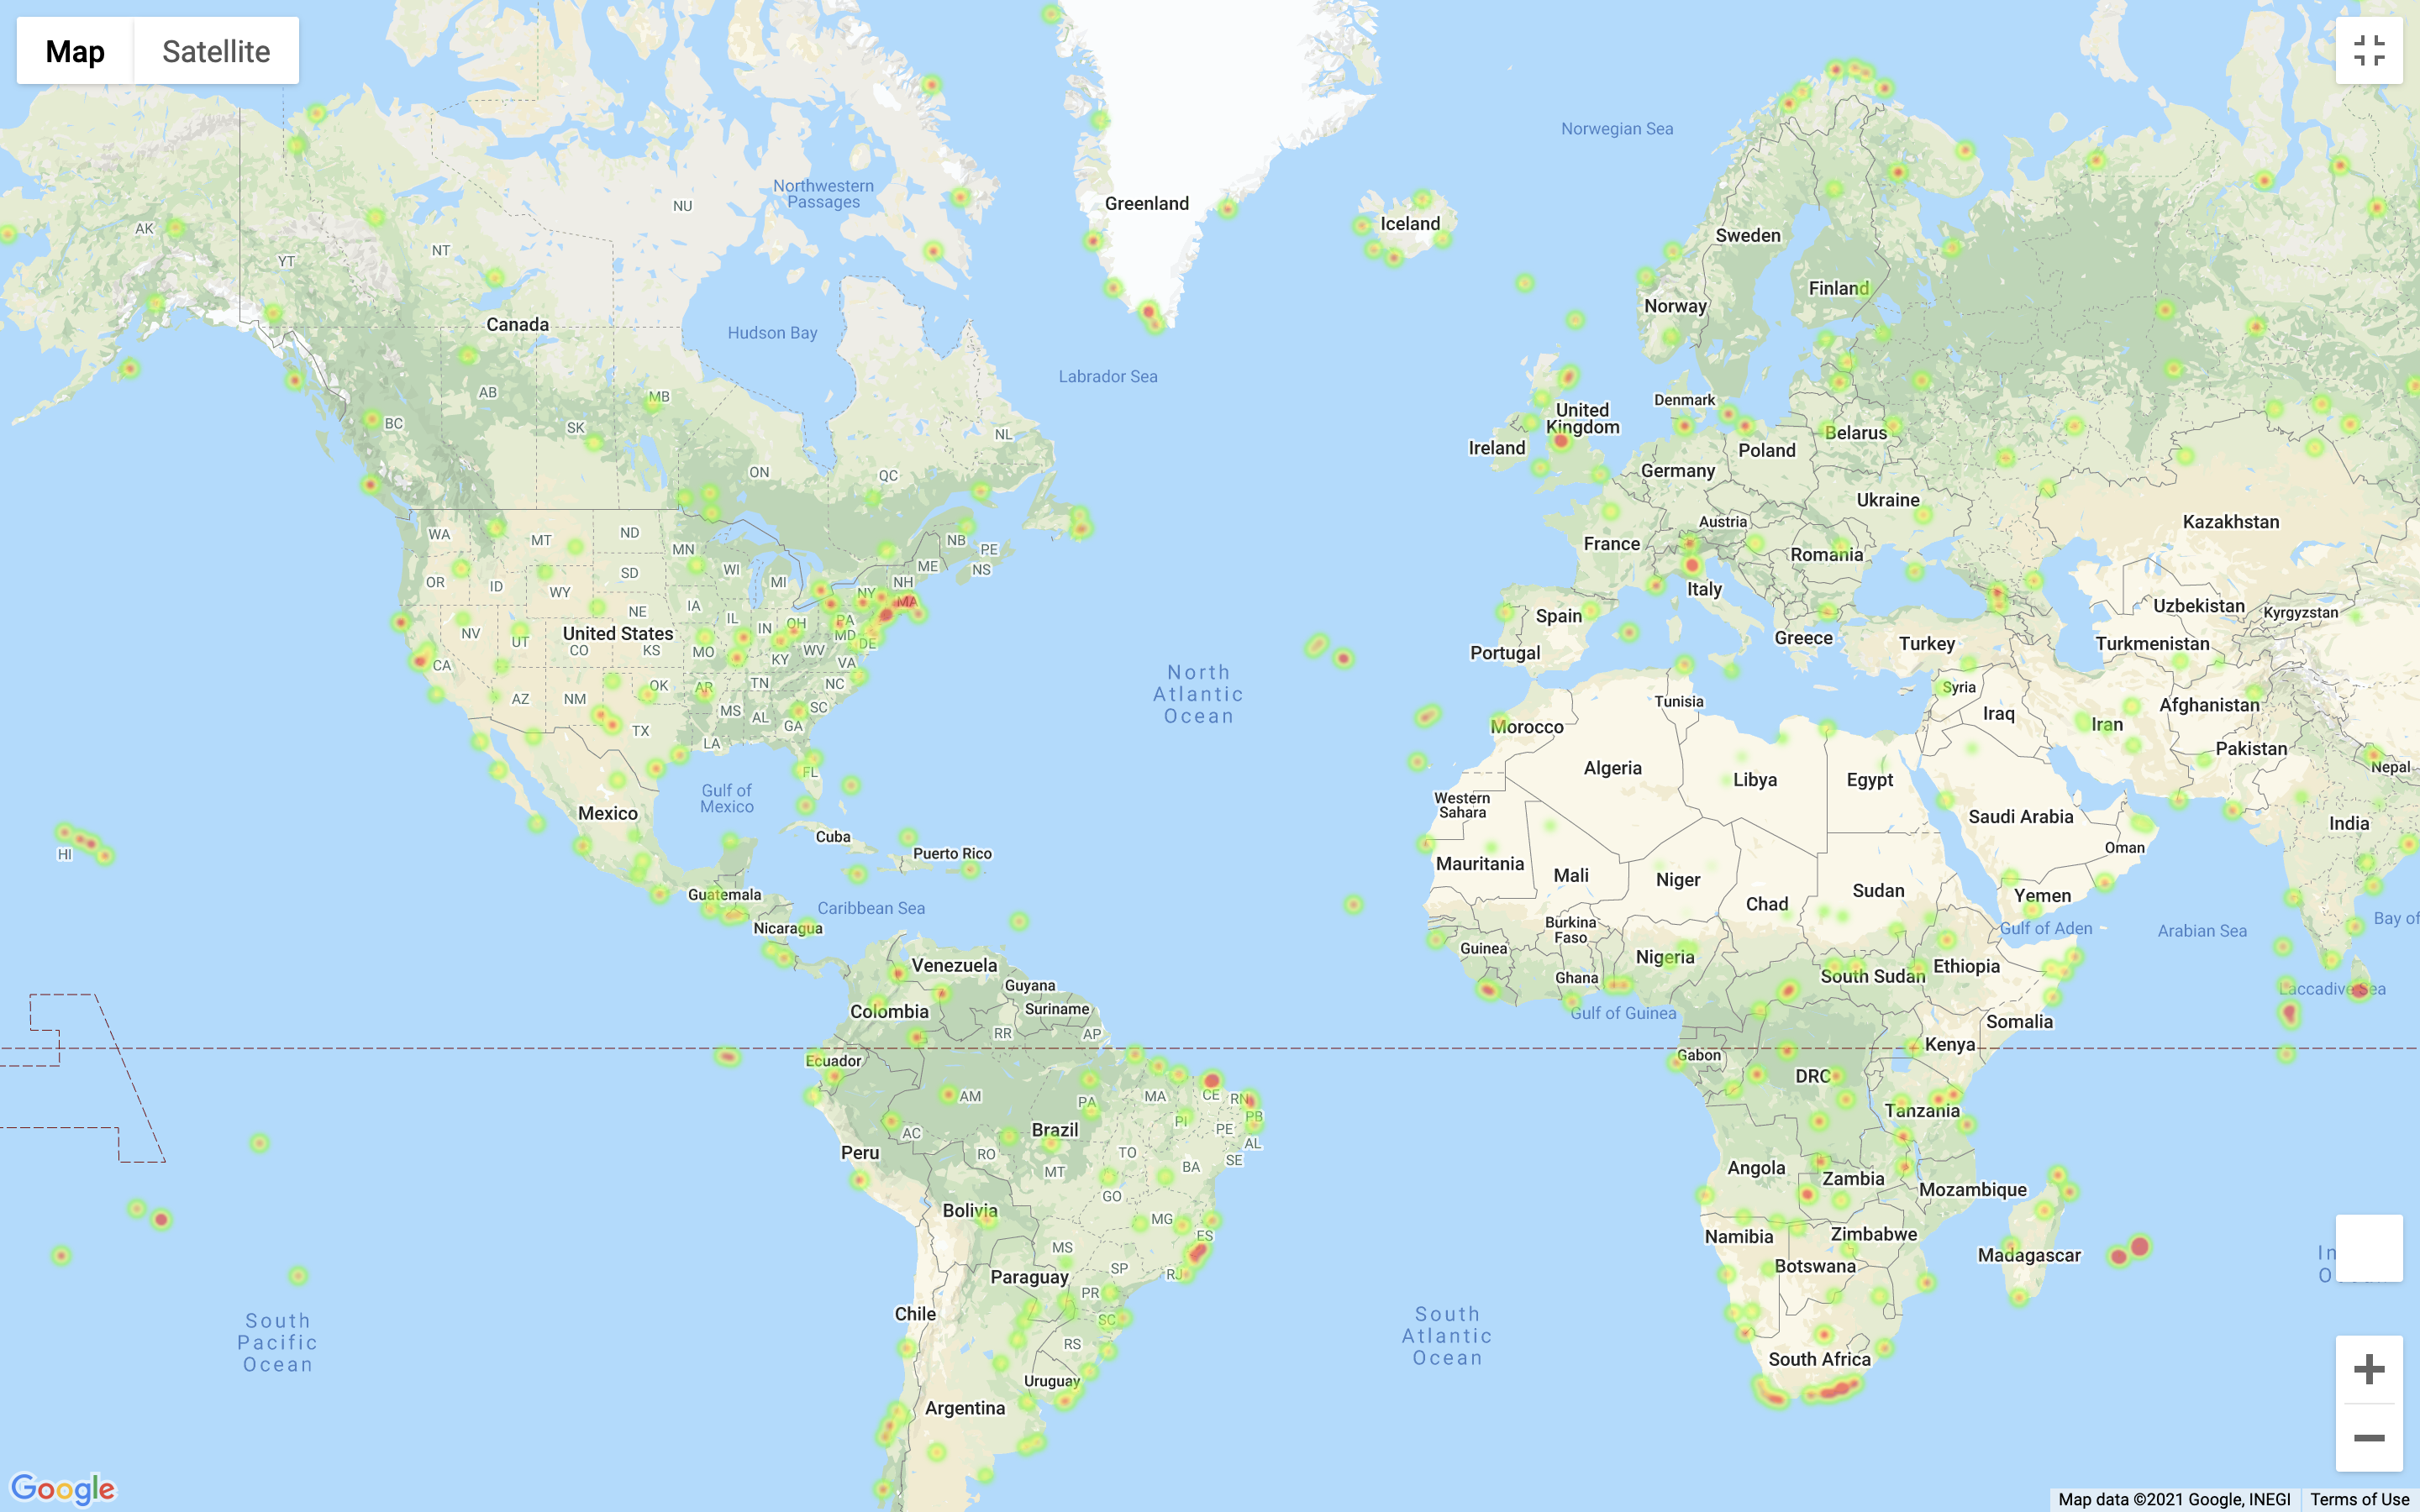 Map
Satellite
Norwegian Sea
Northwestern
Passages
NU
Greenland
Iceland
AK
YT
NT
Sweden
Finland
Norway
Canada
Hudson Bay
Labrador Sea
AB
MB
BC
SK
NL
Denmark
United
Kingdom
Ireland
Belarus
Poland
Germany
ON
QC
Ukraine
Austria
Kazakhstan
WA
MT
ND
MN
NB
PE
NS
France
Romania
OR
ID
WY
SD
WI
MI
ME
NH
NY
MA
Italy
Uzbekistan
Kyrgyzstan
NV
UT
NE
IA
IL
IN
OH
PA
MD
DE
Spain
Greece
Turkey
Turkmenistan
United States
CO
KS
MO
KY
WV
VA
CA
Portugal
North
Atlantic
Ocean
AZ
NM
OK
AR
TN
NC
SC
MS
AL
GA
TX
LA
Tunisia
Syria
Iraq
Iran
Afghanistan
Morocco
Pakistan
Nepal
FL
Gulf of
Mexico
Mexico
Algeria
Libya
Egypt
Western
Sahara
Saudi Arabia
India
HI
Cuba
Puerto Rico
Oman
Mauritania
Mali
Niger
Chad
Sudan
Yemen
Guatemala
Caribbean Sea
Nicaragua
Burkina
Faso
Gulf of Aden
Arabian Sea
Bay of
Venezuela
Guyana
Suriname
Colombia
Guinea
Ghana
Nigeria
South Sudan
Ethiopia
Laccadive Sea
Gulf of Guinea
Somalia
RR
AP
Ecuador
Gabon
Kenya
DRC
AM
PA
MA
CE
RN
PB
PI
PE
AL
SE
Tanzania
AC
Brazil
Peru
RO
TO
BA
MT
Angola
Zambia
Mozambique
GO
Bolivia
MG
ES
Namibia
Zimbabwe
Madagascar
MS
SP
RJ
Botswana
Paraguay
PR
Chile
SC
RS
South
Pacific
Ocean
South
Atlantic
Ocean
South Africa
Uruguay
Argentina
Google
Map data ©2021 Google, INEGI
Terms of Use